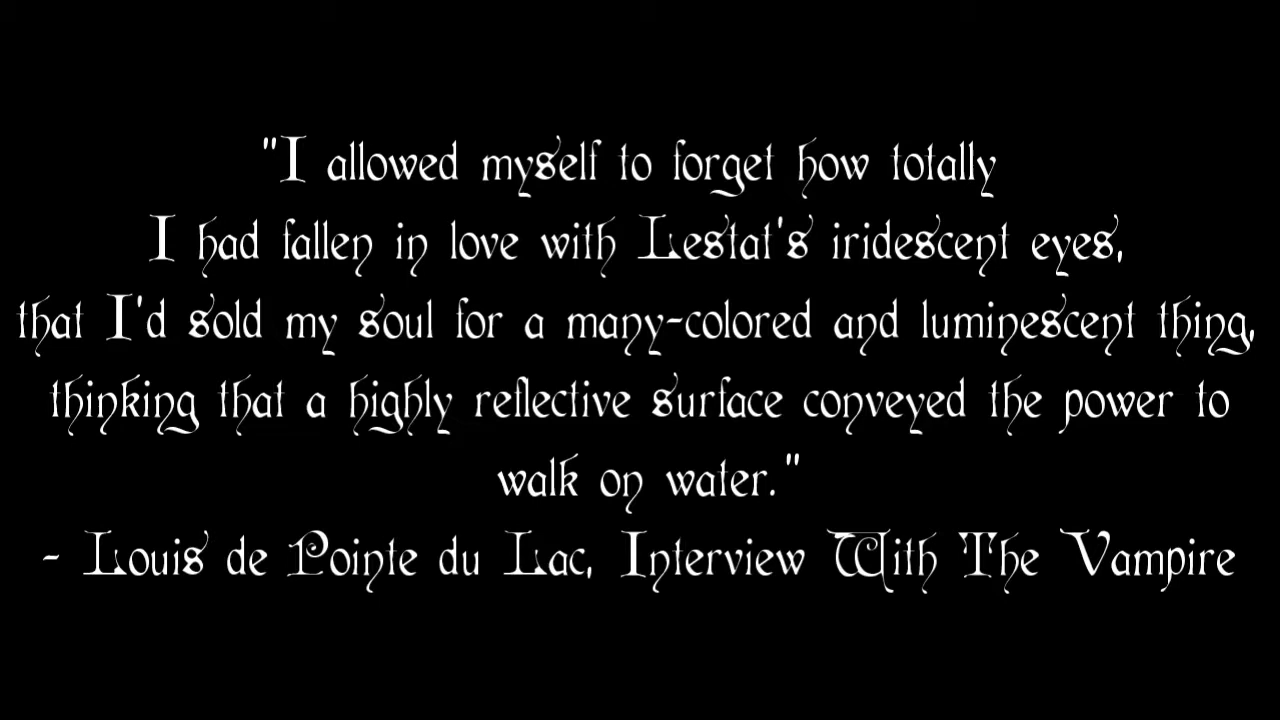 "I allowed myself to forget how totally
I had fallen in love with Lestat's iridescent eyes,
that I'd sold my soul for a many-colored and luminescent thing,
thinking that a highly reflective surface conveyed the power to
walk on water."
- Louis de Pointe du Lac, Interview With The Vampire